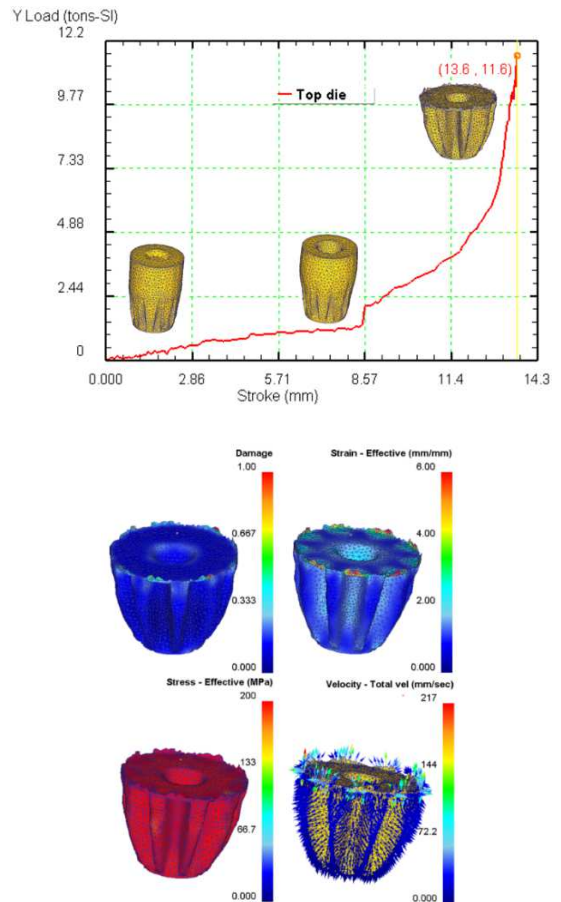 Y Load (tons-SI)
12.2
(13.6 , 11.6)
9.77
Top die
7.33
4.88
2.44
0
0.000 2.86 5.71 8.57 11.4 14.3
Stroke (mm)
Damage
1.00
0.667
0.333
0.000
Strain - Effective (mm/mm)
6.00
4.00
2.00
0.000
Stress - Effective (MPa)
200
133
66.7
0.000
Velocity - Total vel (mm/sec)
217
144
72.2
0.000